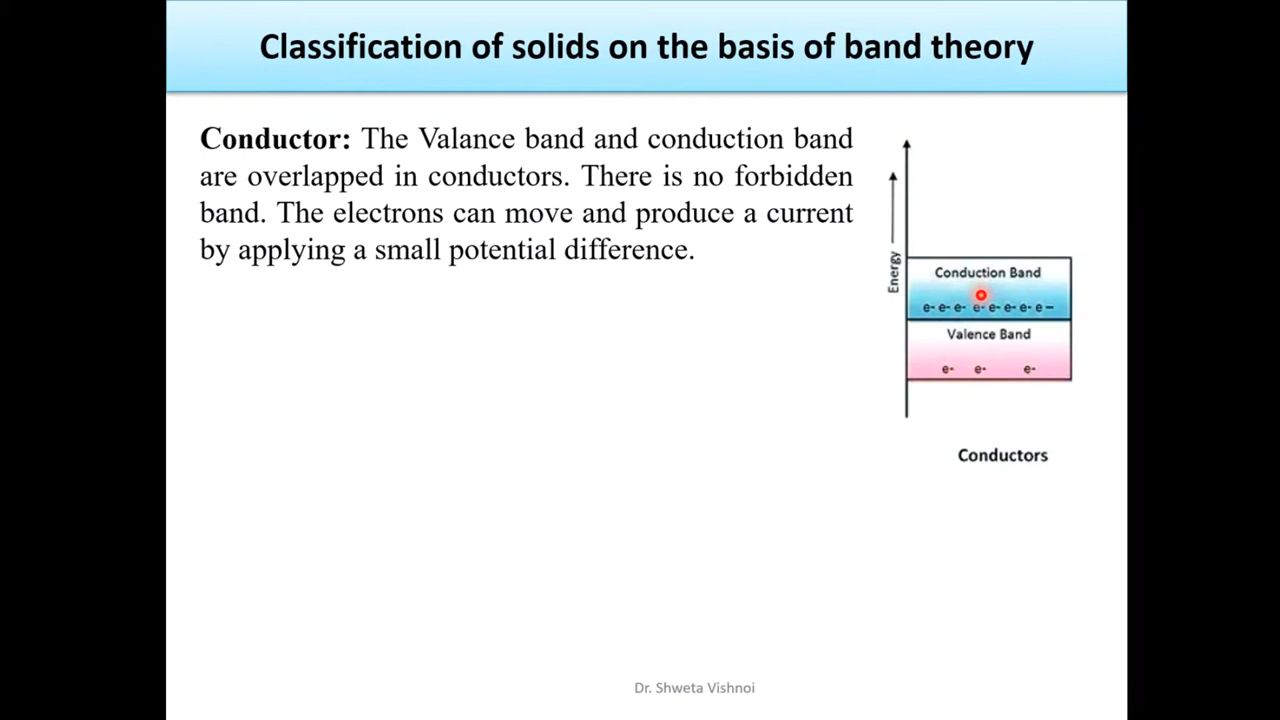 Classification of solids on the basis of band theory
Conductor: The Valance band and conduction band
are overlapped in conductors. There is no forbidden
band. The electrons can move and produce a current
by applying a small potential difference.
Energy
Conduction Band
e- e- e- e- e- e- e- e –
Valence Band
e- e- e-
Conductors
Dr. Shweta Vishnoi